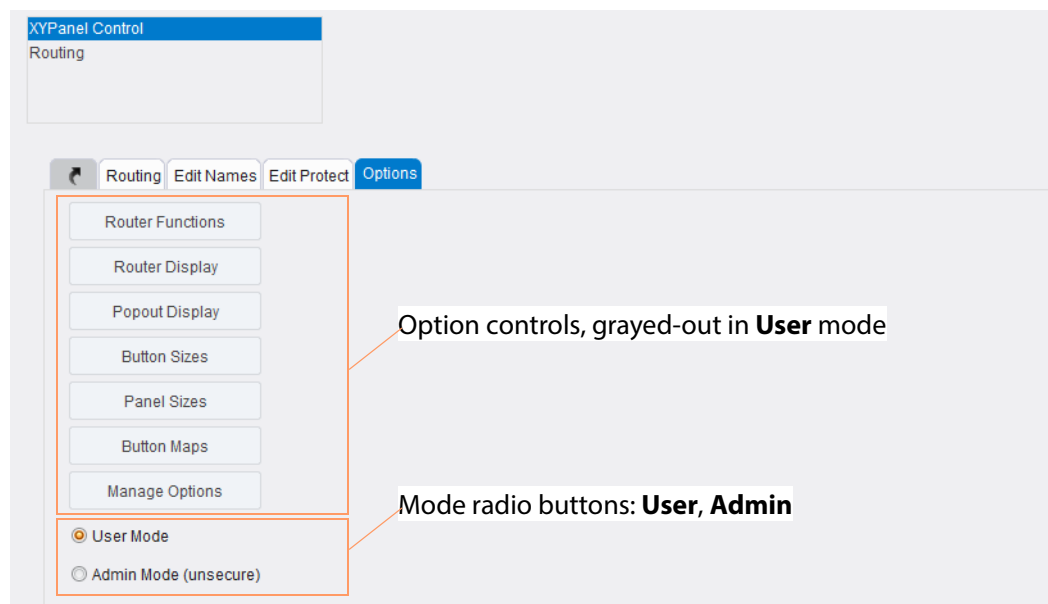 XYPanel Control
Routing
Routing Edit Names Edit Protect Options
Router Functions
Router Display
Popout Display
Option controls, grayed-out in User mode
Button Sizes
Panel Sizes
Button Maps
Manage Options
Mode radio buttons: User, Admin
User Mode
Admin Mode (unsecure)